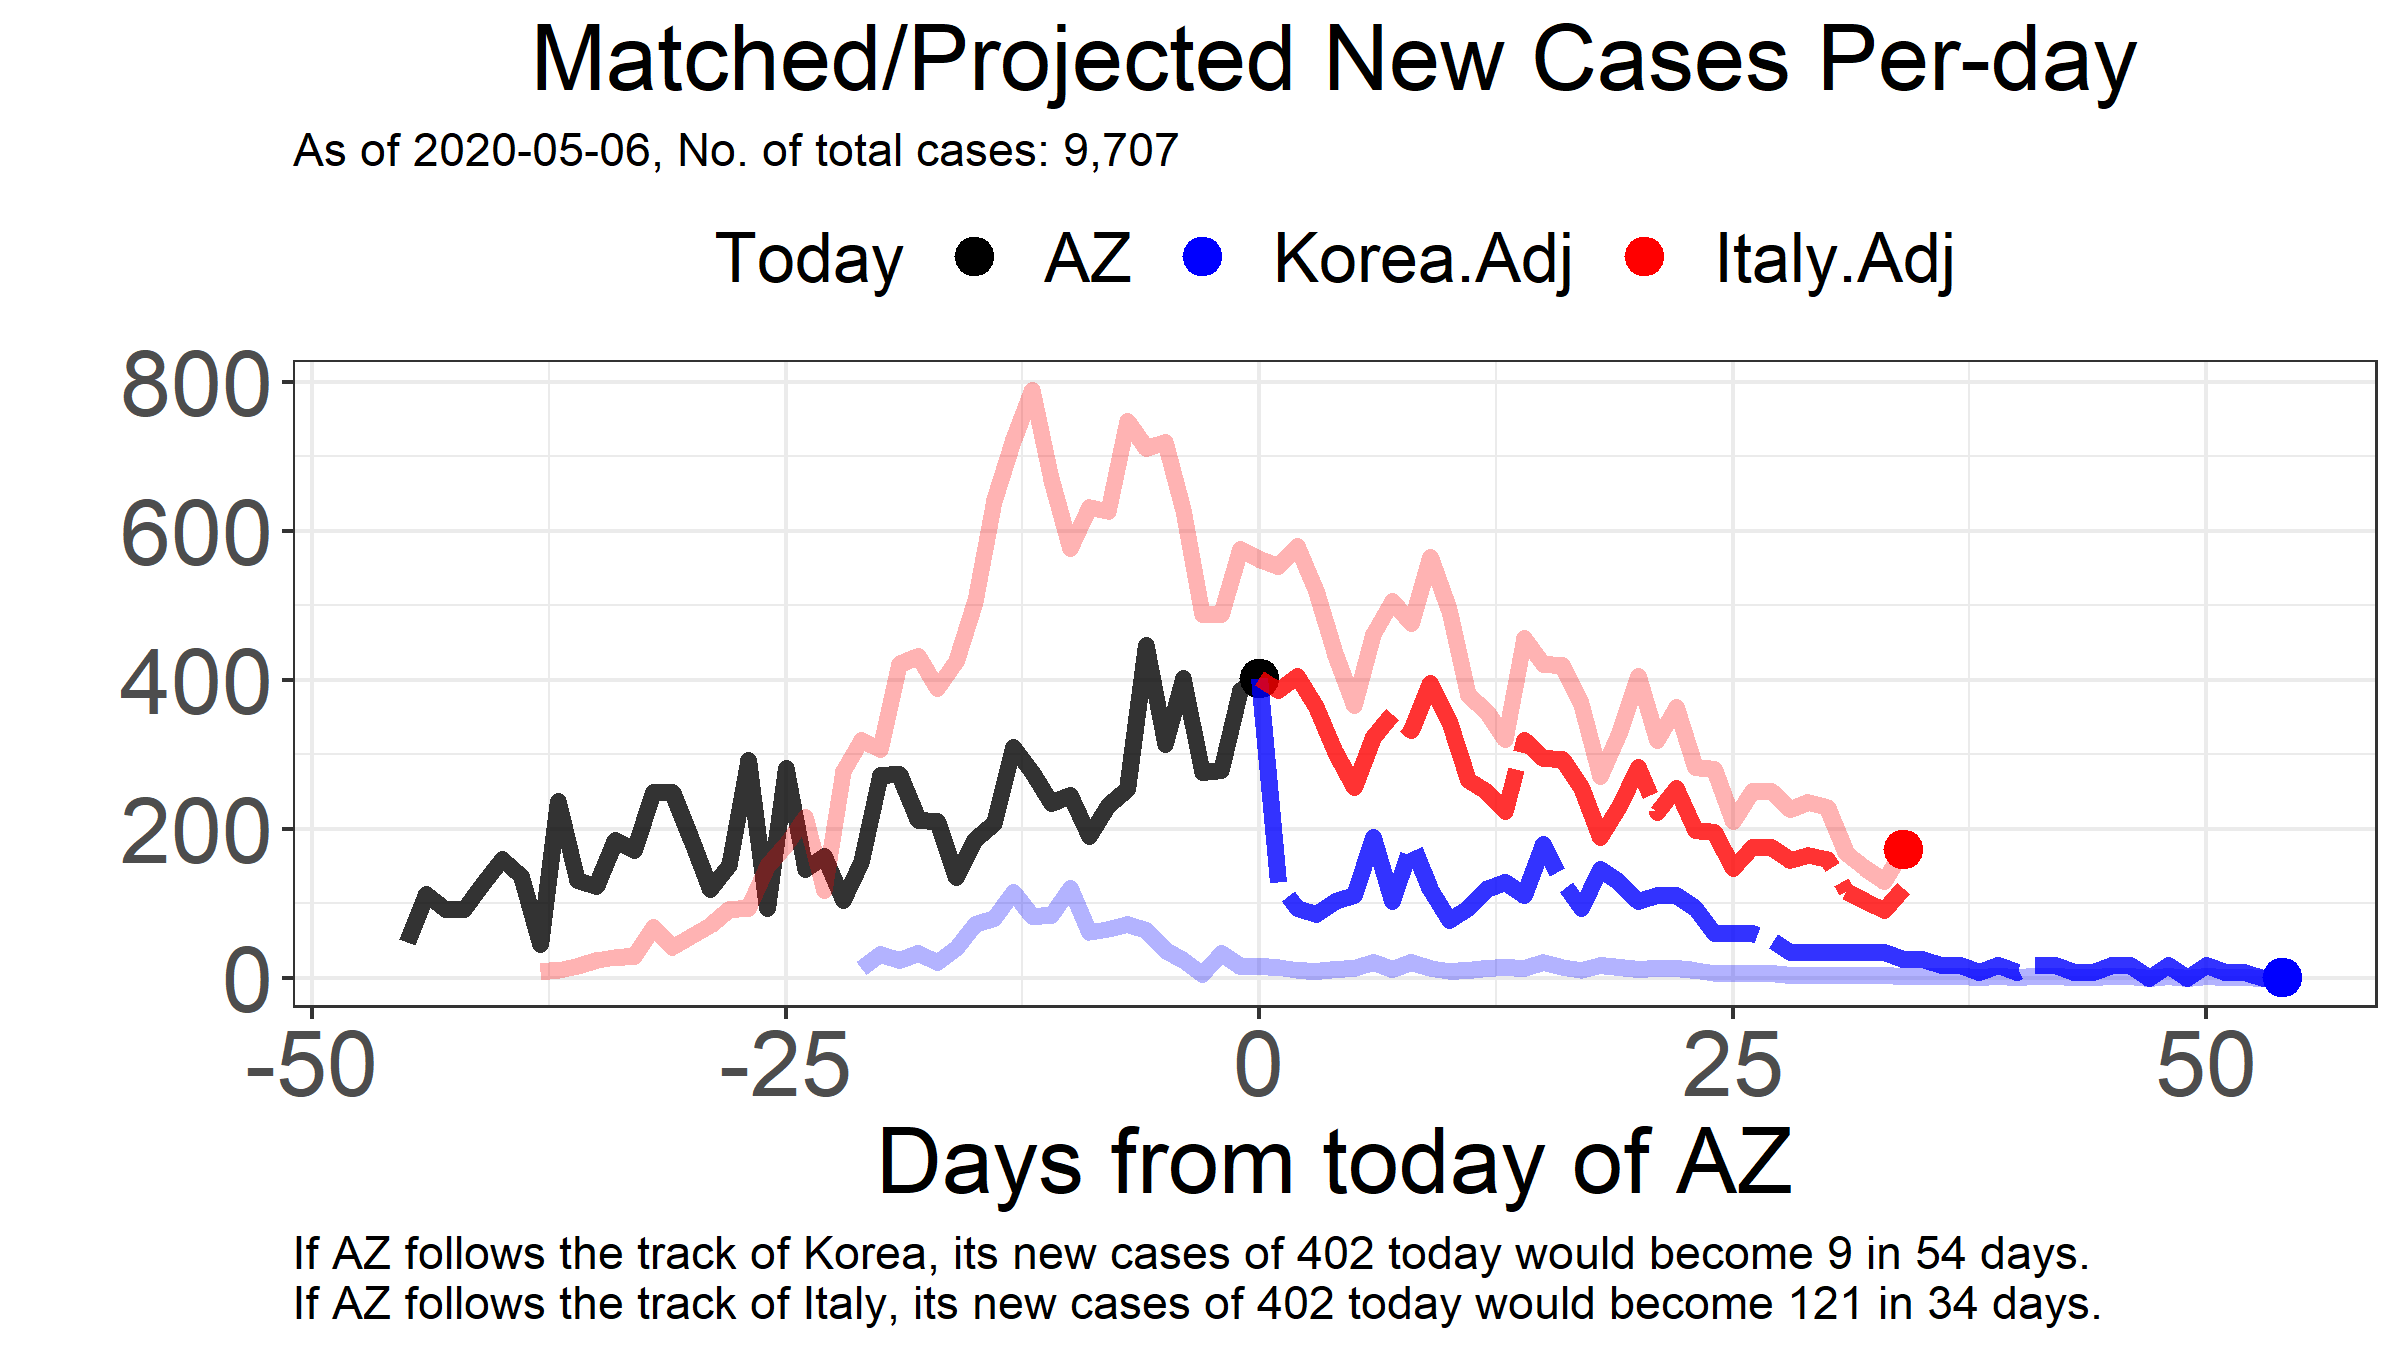 Matched/Projected New Cases Per-day
As of 2020-05-06, No. of total cases: 9,707
Today AZ Korea.Adj Italy.Adj
800
600
400
200
0
-50 -25 0 25 50
Days from today of AZ
If AZ follows the track of Korea, its new cases of 402 today would become 9 in 54 days.
If AZ follows the track of Italy, its new cases of 402 today would become 121 in 34 days.